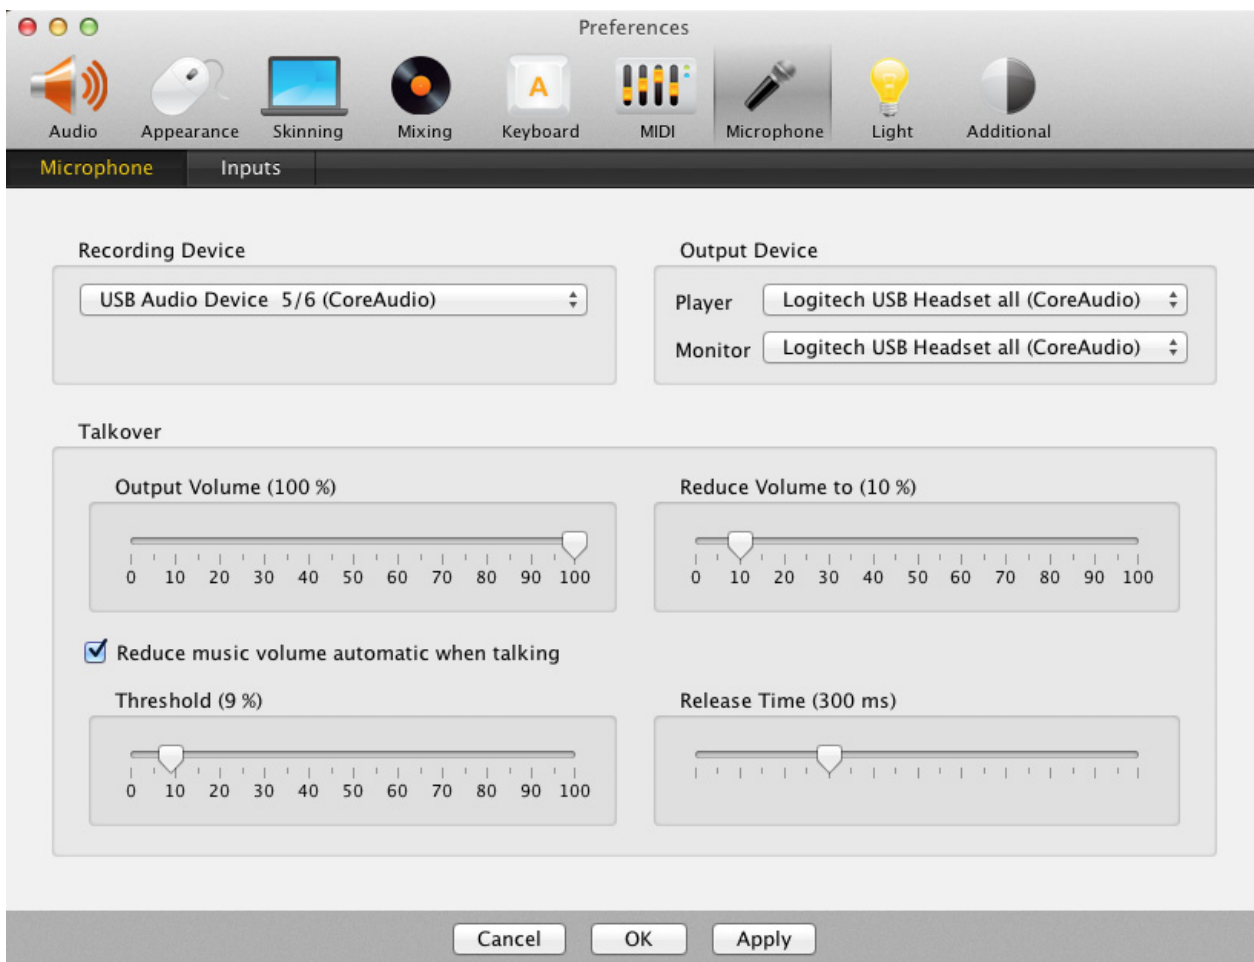 Preferences
A
Audio Appearance Skinning Mixing Keyboard MIDI Microphone Light Additional
Microphone Inputs
Recording Device Output Device
USB Audio Device 5/6 (CoreAudio) Player Logitech USB Headset all (CoreAudio)
Monitor Logitech USB Headset all (CoreAudio)
Talkover
Output Volume (100 %) Reduce Volume to (10 %)
0 10 20 30 40 50 60 70 80 90 100 0 10 20 30 40 50 60 70 80 90 100
Reduce music volume automatic when talking
Threshold (9 %) Release Time (300 ms)
0 10 20 30 40 50 60 70 80 90 100
Cancel OK Apply